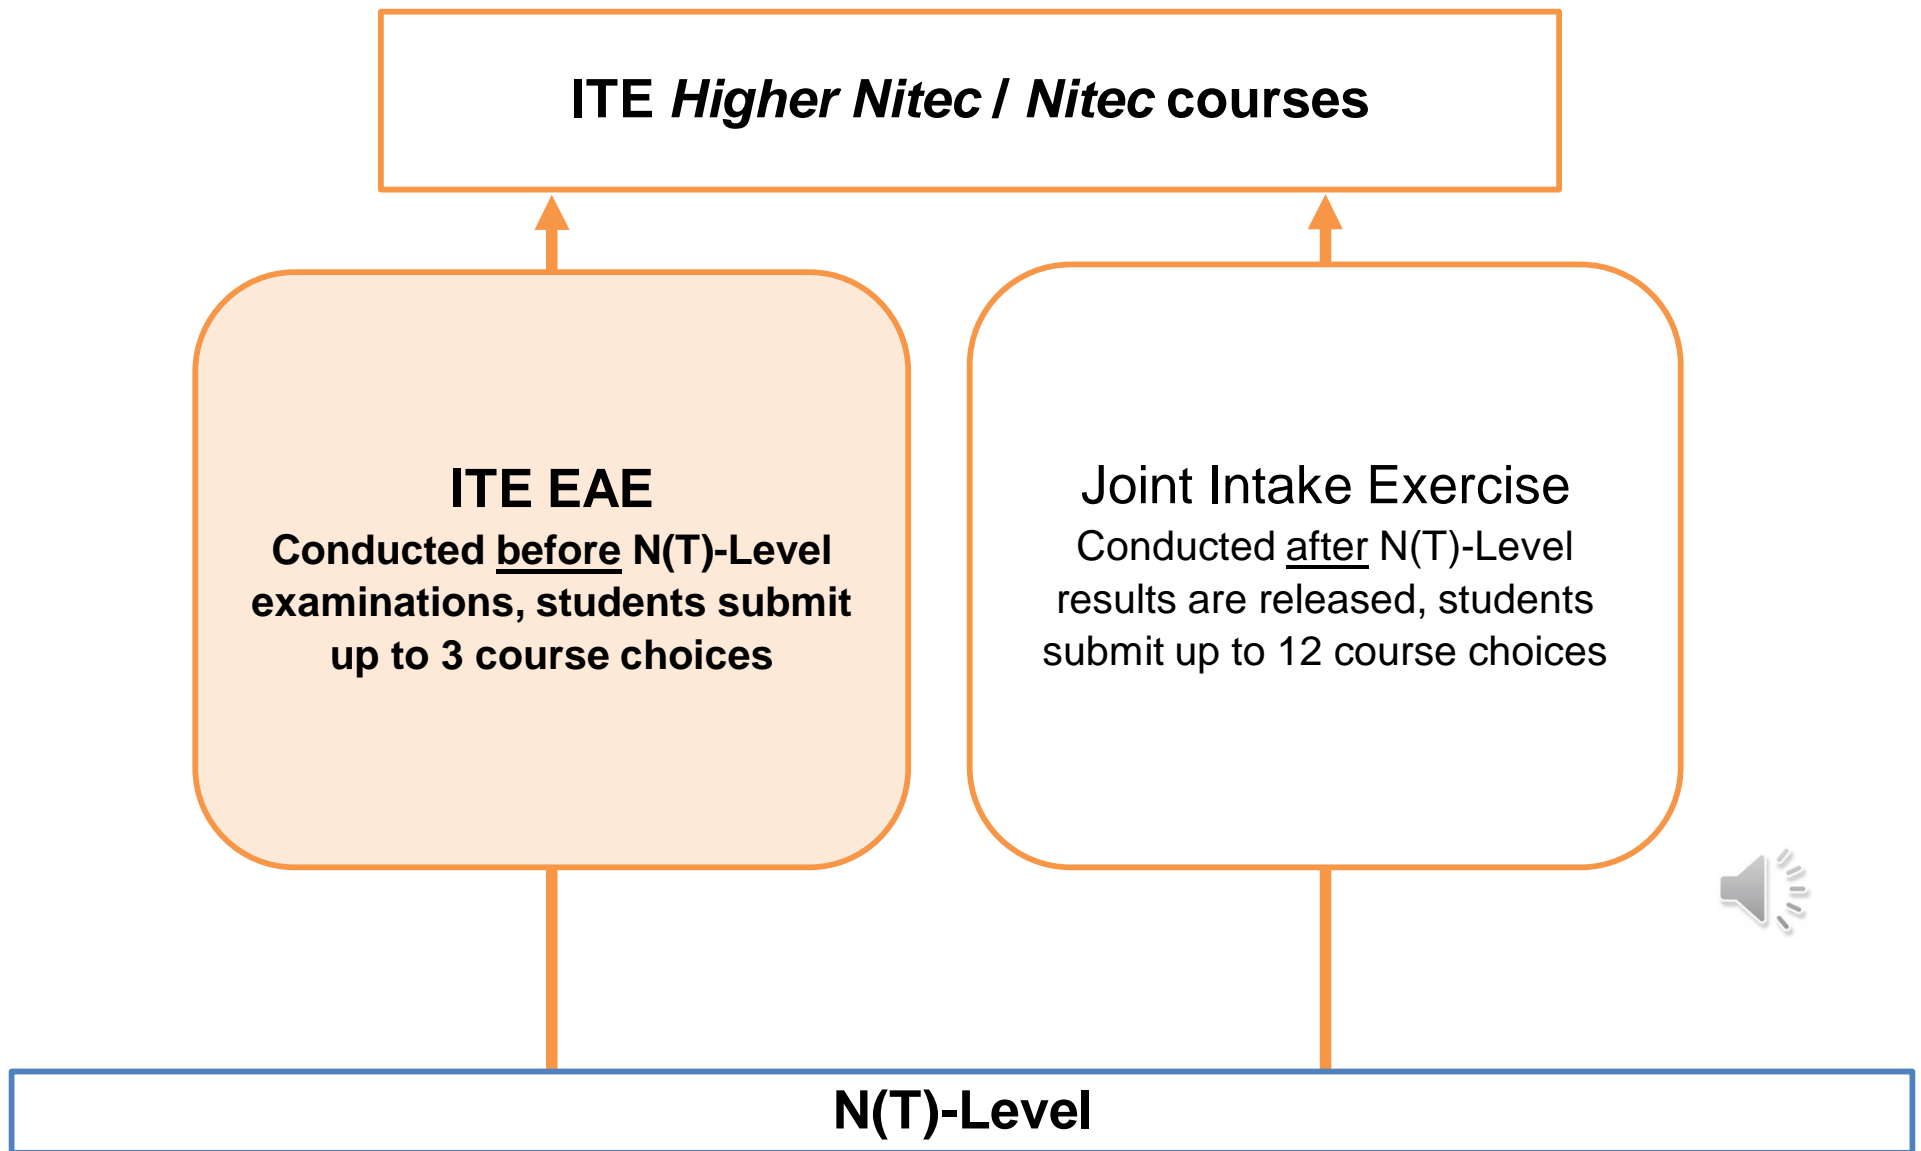 ITE Higher Nitec / Nitec courses
ITE EAE
Conducted before N(T)-Level
examinations, students submit
up to 3 course choices
Joint Intake Exercise
Conducted after N(T)-Level
results are released, students
submit up to 12 course choices
N(T)-Level